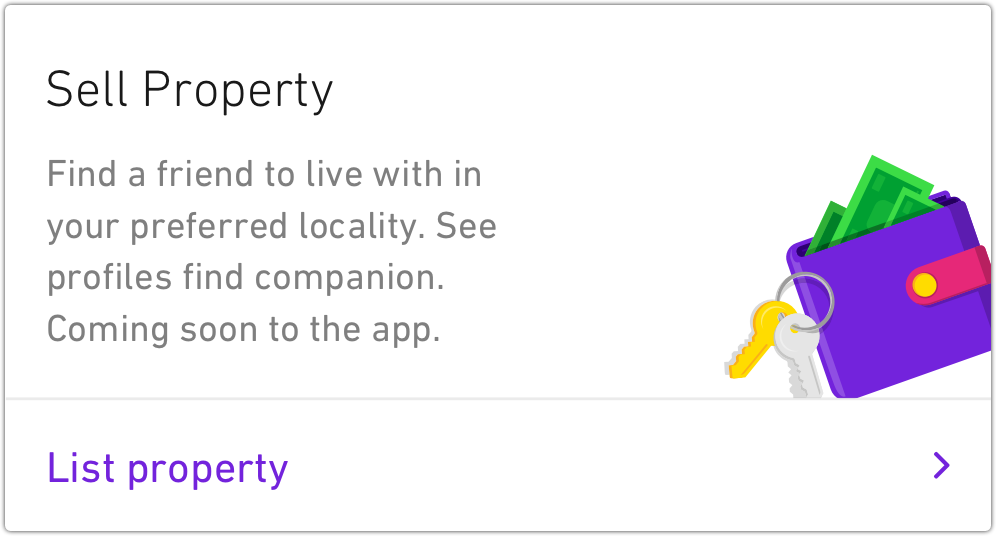 Sell Property
Find a friend to live with in
your preferred locality. See
profiles find companion.
Coming soon to the app.
List property